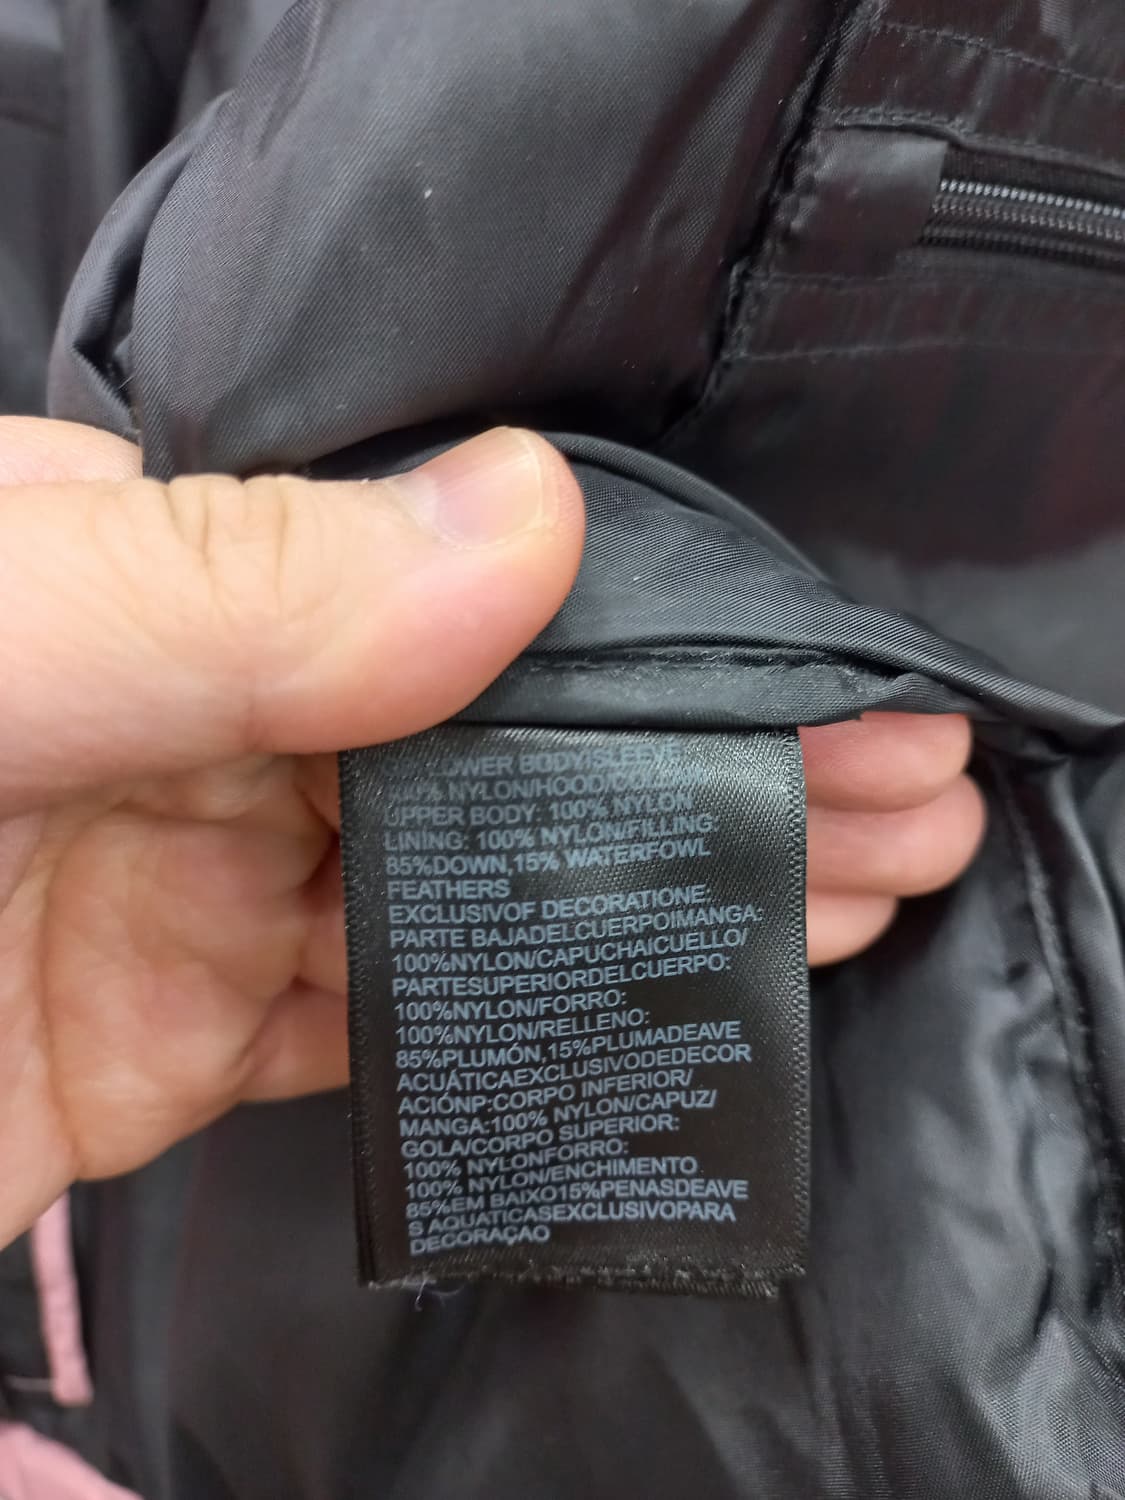 LOWER BODY/SLEEVE:
100% NYLON/HOOD/COLLAR/
UPPER BODY: 100% NYLON
LINING: 100% NYLON/FILLING:
85%DOWN,15% WATERFOWL
FEATHERS
EXCLUSIVOF DECORATIONE.
PARTE BAJADELCUERPOIMANGA:
100%NYLON/CAPUCHAICUELLO/
PARTESUPERIORDELCUERPO:
100%NYLON/FORRO:
100%NYLON/RELLENO:
85%PLUMÓN,15%PLUMADEAVE
ACUÁTICAEXCLUSIVODEDECOR
ACIÓNP:CORPO INFERIOR/
MANGA:100% NYLON/CAPUZ/
GOLA/CORPO SUPERIOR:
100% NYLONFORRO:
100% NYLON/ENCHIMENTO
85%EM BAIXO15%PENASDEAVE
S AQUATICASEXCLUSIVOPARA
DECORAÇAO